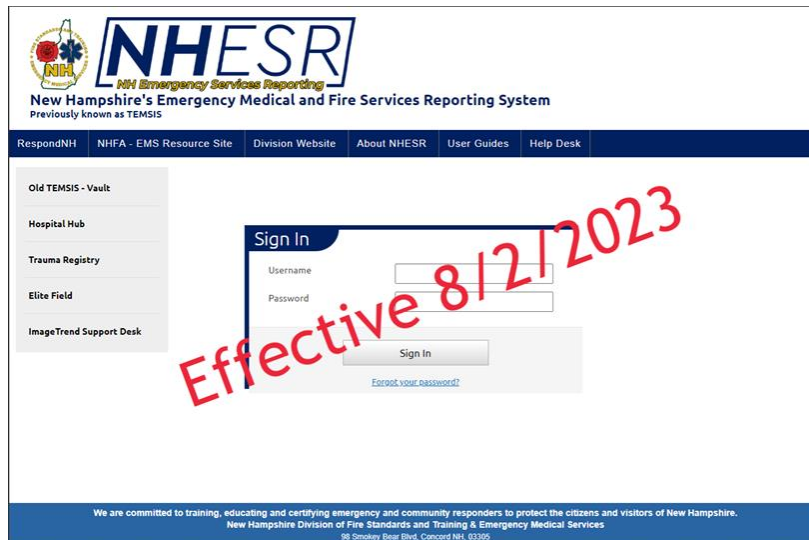 NHESR
NH Emergency Services Reporting
NH
New Hampshire's Emergency Medical and Fire Services Reporting System
Previously known as TEMSIS
RespondNH
NHFA - EMS Resource Site
Division Website
About NHESR
User Guides
Help Desk
Old TEMSIS - Vault
Hospital Hub
Trauma Registry
Elite Field
ImageTrend Support Desk
Sign In
Username
Password
Sign In
Forgot your password?
Effective 8/2/2023
We are committed to training, educating and certifying emergency and community responders to protect the citizens and visitors of New Hampshire.
New Hampshire Division of Fire Standards and Training & Emergency Medical Services
98 Smokey Bear Blvd, Concord NH, 03305